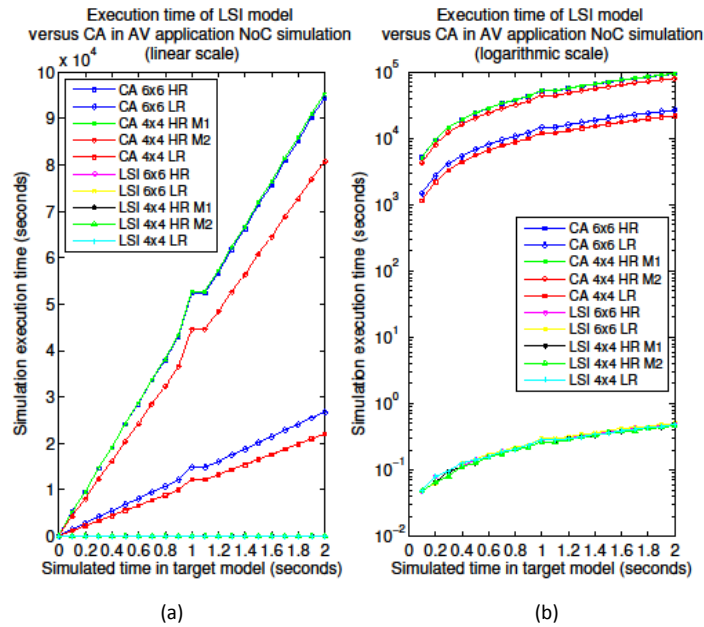 Execution time of LSI model
versus CA in AV application NoC simulation
(linear scale)
x 10^4
10
9
8
7
6
5
4
3
2
1
0
Simulation execution time (seconds)
CA 6x6 HR
CA 6x6 LR
CA 4x4 HR M1
CA 4x4 HR M2
CA 4x4 LR
LSI 6x6 HR
LSI 6x6 LR
LSI 4x4 HR M1
LSI 4x4 HR M2
LSI 4x4 LR
0 0.2 0.4 0.6 0.8 1 1.2 1.4 1.6 1.8 2
Simulated time in target model (seconds)
(a)
Execution time of LSI model
versus CA in AV application NoC simulation
(logarithmic scale)
10^5
10^4
10^3
10^2
10^1
10^0
10^−1
10^−2
Simulation execution time (seconds)
CA 6x6 HR
CA 6x6 LR
CA 4x4 HR M1
CA 4x4 HR M2
CA 4x4 LR
LSI 6x6 HR
LSI 6x6 LR
LSI 4x4 HR M1
LSI 4x4 HR M2
LSI 4x4 LR
0 0.2 0.4 0.6 0.8 1 1.2 1.4 1.6 1.8 2
Simulated time in target model (seconds)
(b)